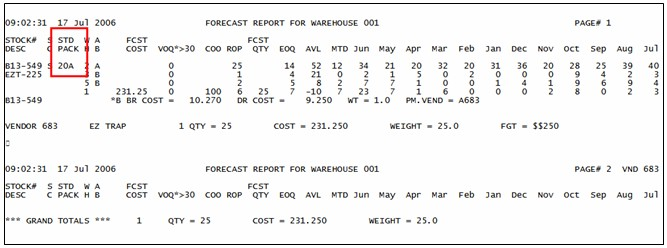 09:02:31 17 Jul 2006 FORECAST REPORT FOR WAREHOUSE 001 PAGE# 1
STOCK# S STD W A FCST FCST
DESC C PACK H B COST VOQ*>30 COO ROP QTY EOQ AVL MTD Jun May Apr Mar Feb Jan Dec Nov Oct Sep Aug Jul
B13-549 S 20A 2 A 0 25 14 52 12 34 21 20 32 20 31 36 20 28 25 39 40
EZT-225 3 B 0 1 4 21 0 2 1 5 0 2 0 0 0 9 4 2 3
5 B 0 2 5 8 2 2 1 0 0 0 1 4 1 9 6 9 4
1 231.25 0 100 6 25 7 -10 7 23 7 1 6 0 0 0 2 8 0 0 0
B13-549 *B BR COST = 10.270 DR COST = 9.250 WT = 1.0 PM.VEND = A683
VENDOR 683 EZ TRAP 1 QTY = 25 COST = 231.250 WEIGHT = 25.0 FGT = $$250
09:02:31 17 Jul 2006 FORECAST REPORT FOR WAREHOUSE 001 PAGE# 2 VND 683
STOCK# S STD W A FCST FCST
DESC C PACK H B COST VOQ*>30 COO ROP QTY EOQ AVL MTD Jun May Apr Mar Feb Jan Dec Nov Oct Sep Aug Jul
*** GRAND TOTALS *** 1 QTY = 25 COST = 231.250 WEIGHT = 25.0